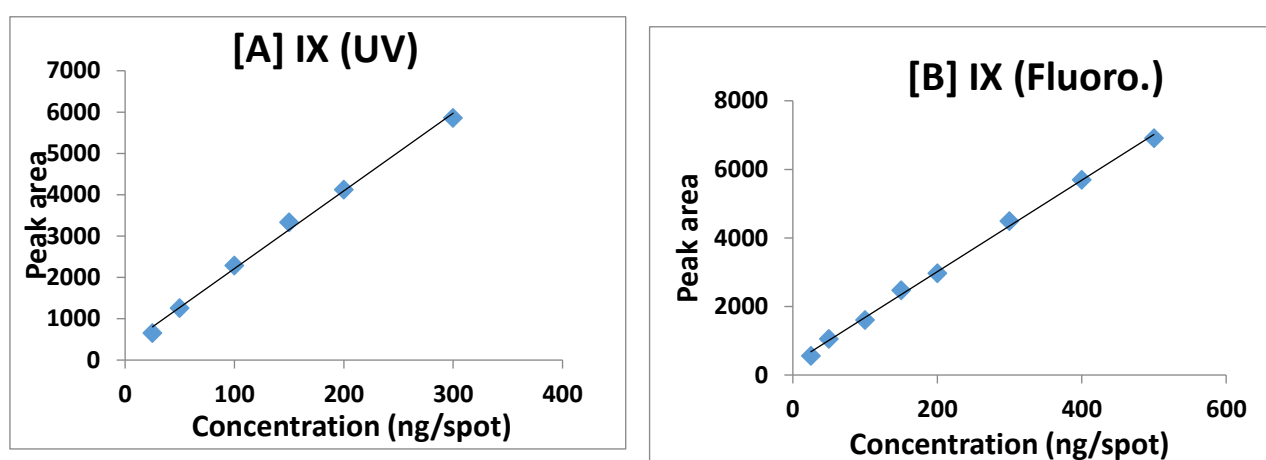 [A] IX (UV)
7000
6000
5000
4000
3000
2000
1000
0
Peak area
0 100 200 300 400
Concentration (ng/spot)
[B] IX (Fluoro.)
8000
6000
4000
2000
0
Peak area
0 200 400 600
Concentration (ng/spot)